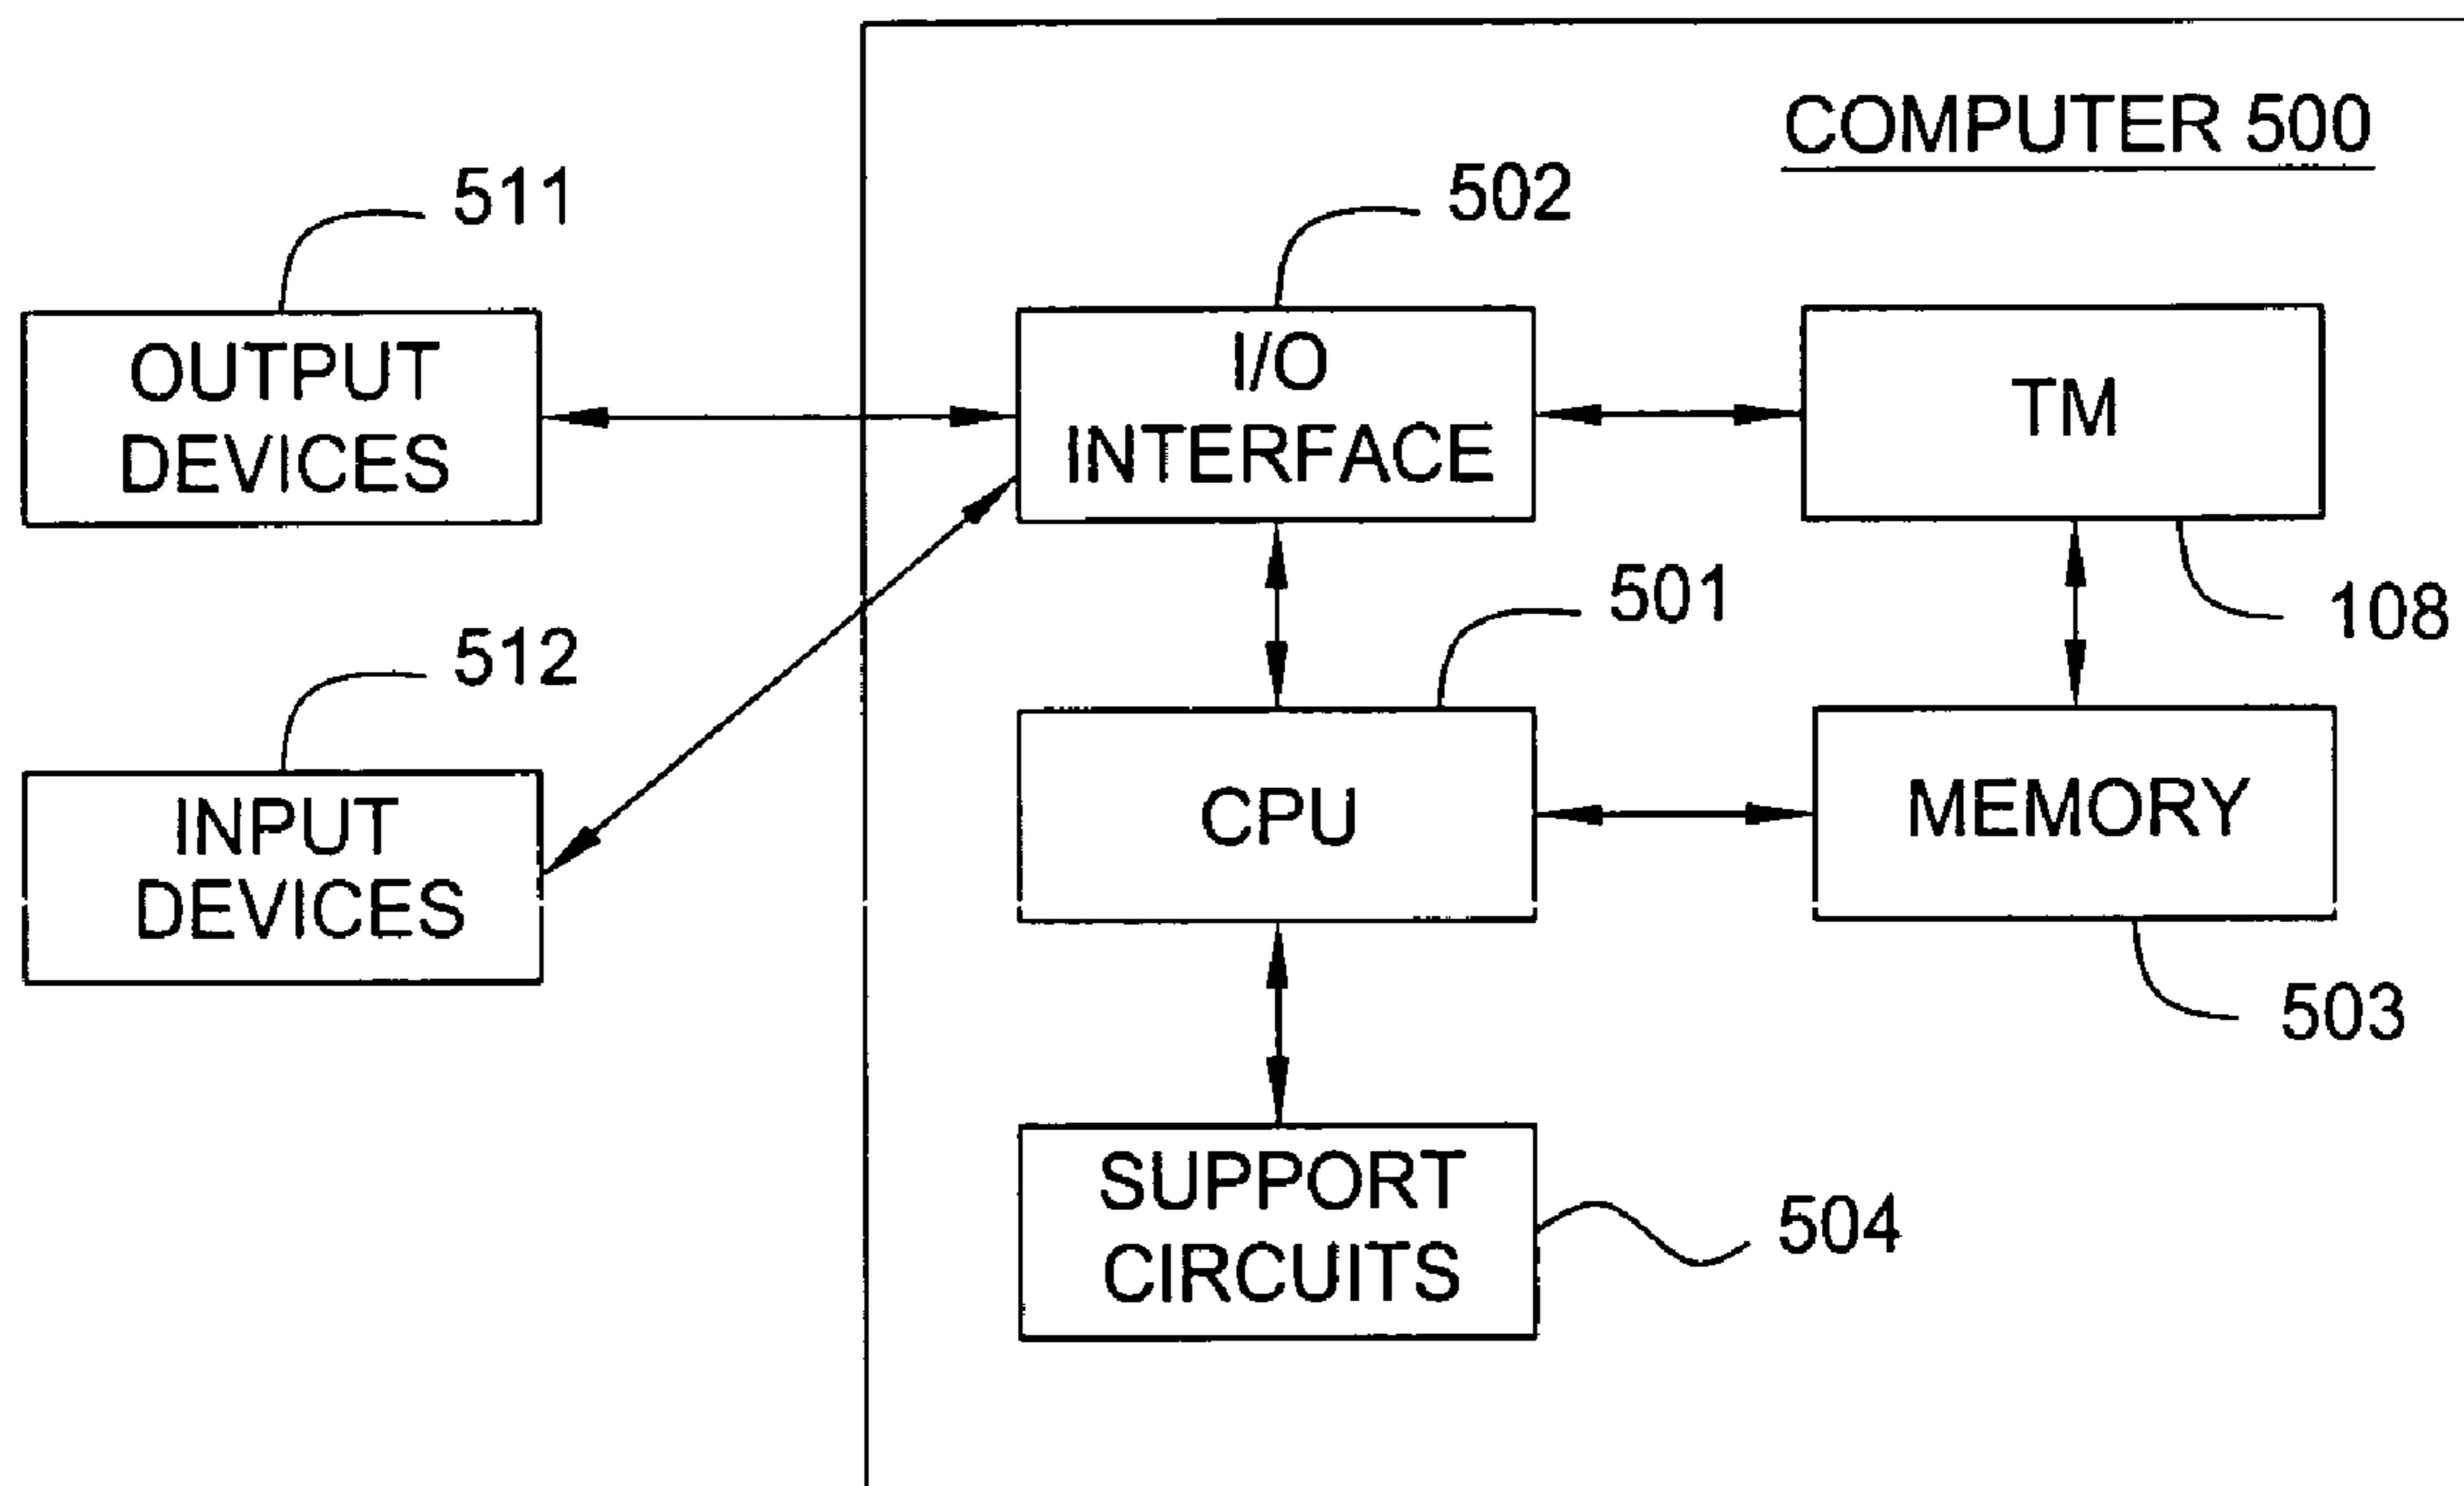 COMPUTER 500
511
502
OUTPUT
DEVICES
I/O
INTERFACE
TM
501
108
512
INPUT
DEVICES
CPU
MEMORY
503
SUPPORT
CIRCUITS
504